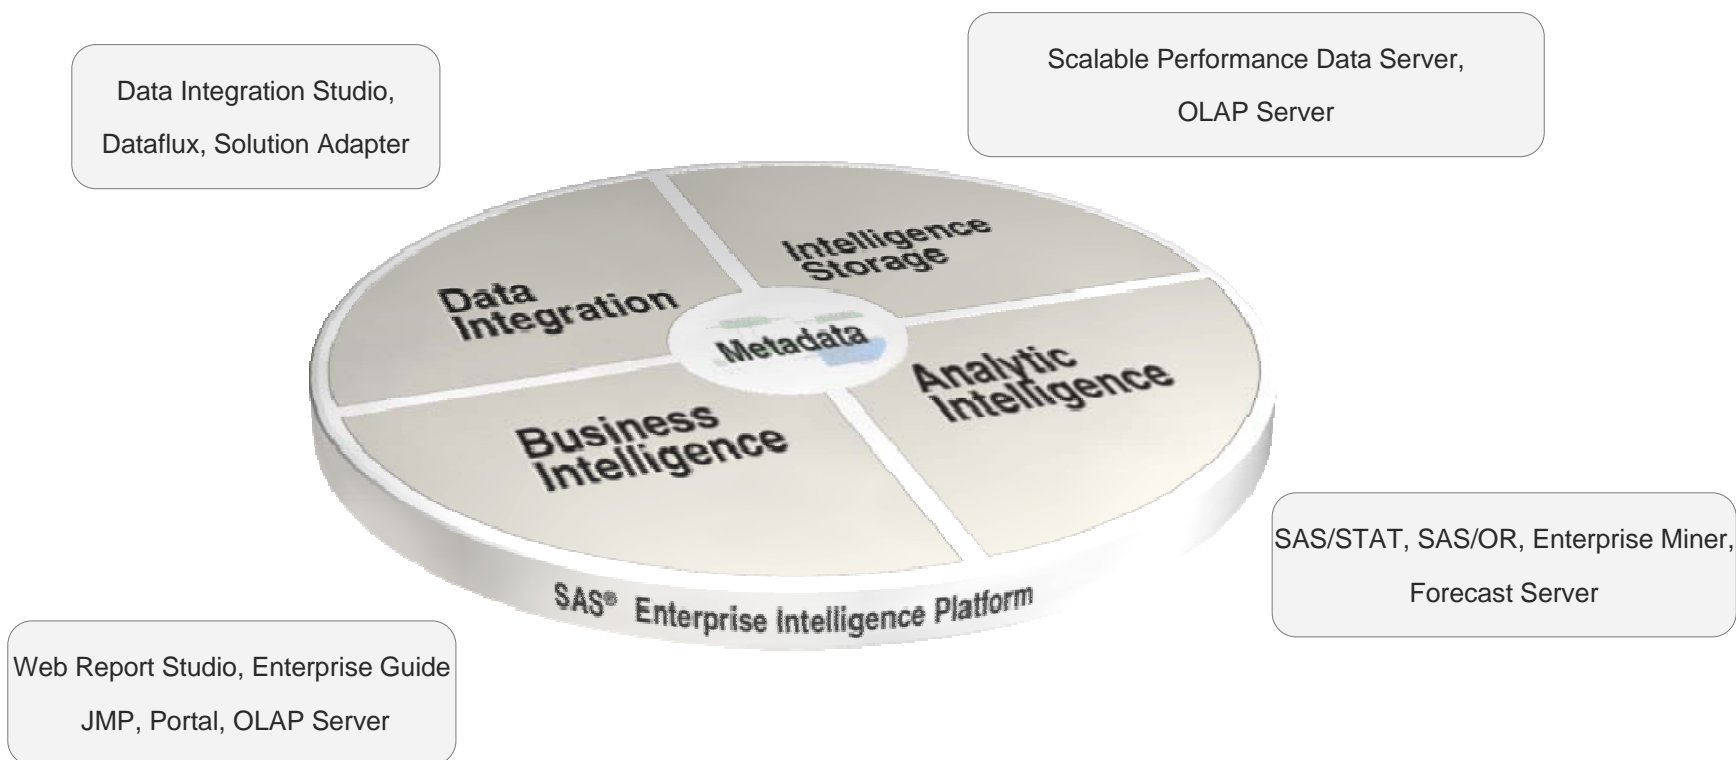 Data Integration Studio,
Dataflux, Solution Adapter
Scalable Performance Data Server,
OLAP Server
Intelligence
Storage
Data
Integration
Metadata
Analytic
Intelligence
Business
Intelligence
SAS® Enterprise Intelligence Platform
SAS/STAT, SAS/OR, Enterprise Miner,
Forecast Server
Web Report Studio, Enterprise Guide
JMP, Portal, OLAP Server